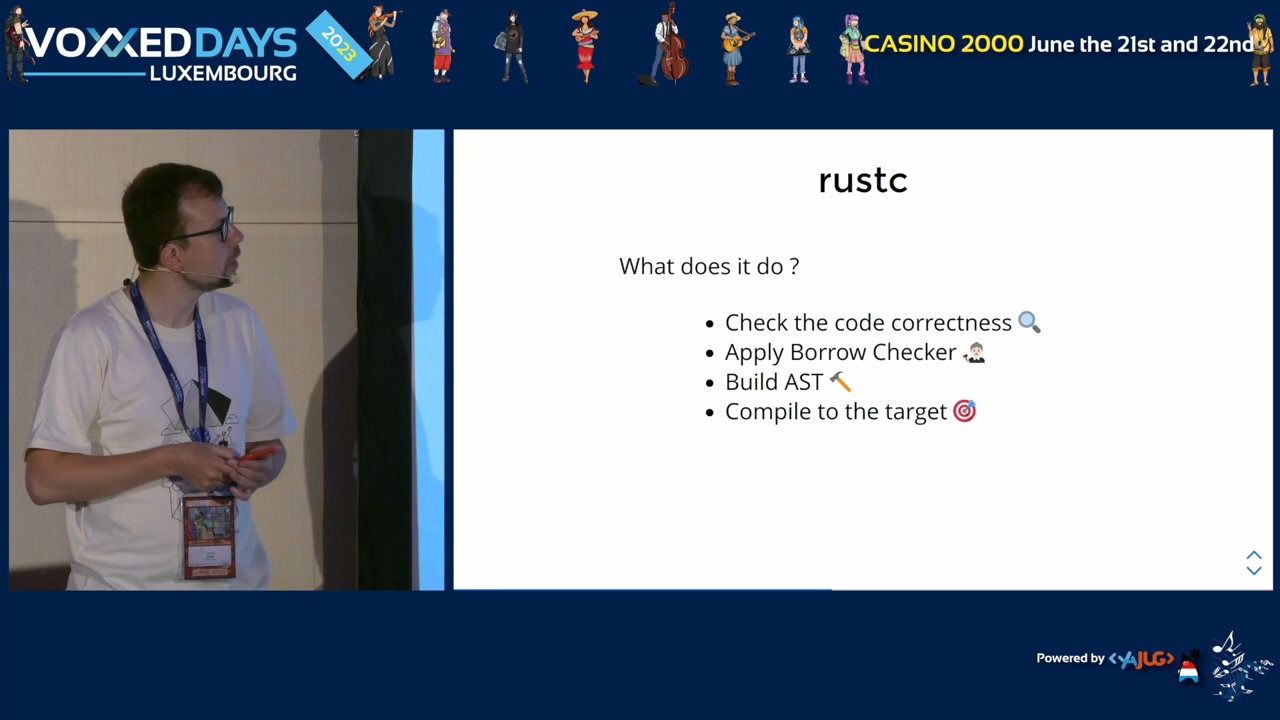 VOXXED DAYS
LUXEMBOURG
2023
CASINO 2000 June the 21st and 22nd
rustc
What does it do ?
• Check the code correctness 🔍
• Apply Borrow Checker 🧑🏻‍⚖️
• Build AST 🔨
• Compile to the target 🎯
Powered by <YAJUG>